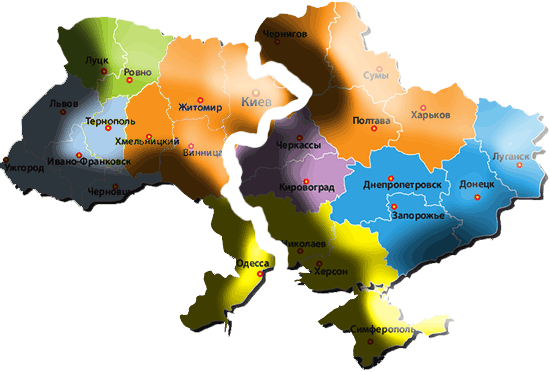 Чернигов
Луцк
Ровно
Сумы
Львов
Житомир
Киев
Харьков
Тернополь
Полтава
Хмельницкий
Черкассы
Винница
Ужгород
Ивано-Франковск
Луганск
Черновцы
Кировоград
Днепропетровск
Донецк
Запорожье
Николаев
Одесса
Херсон
Симферополь